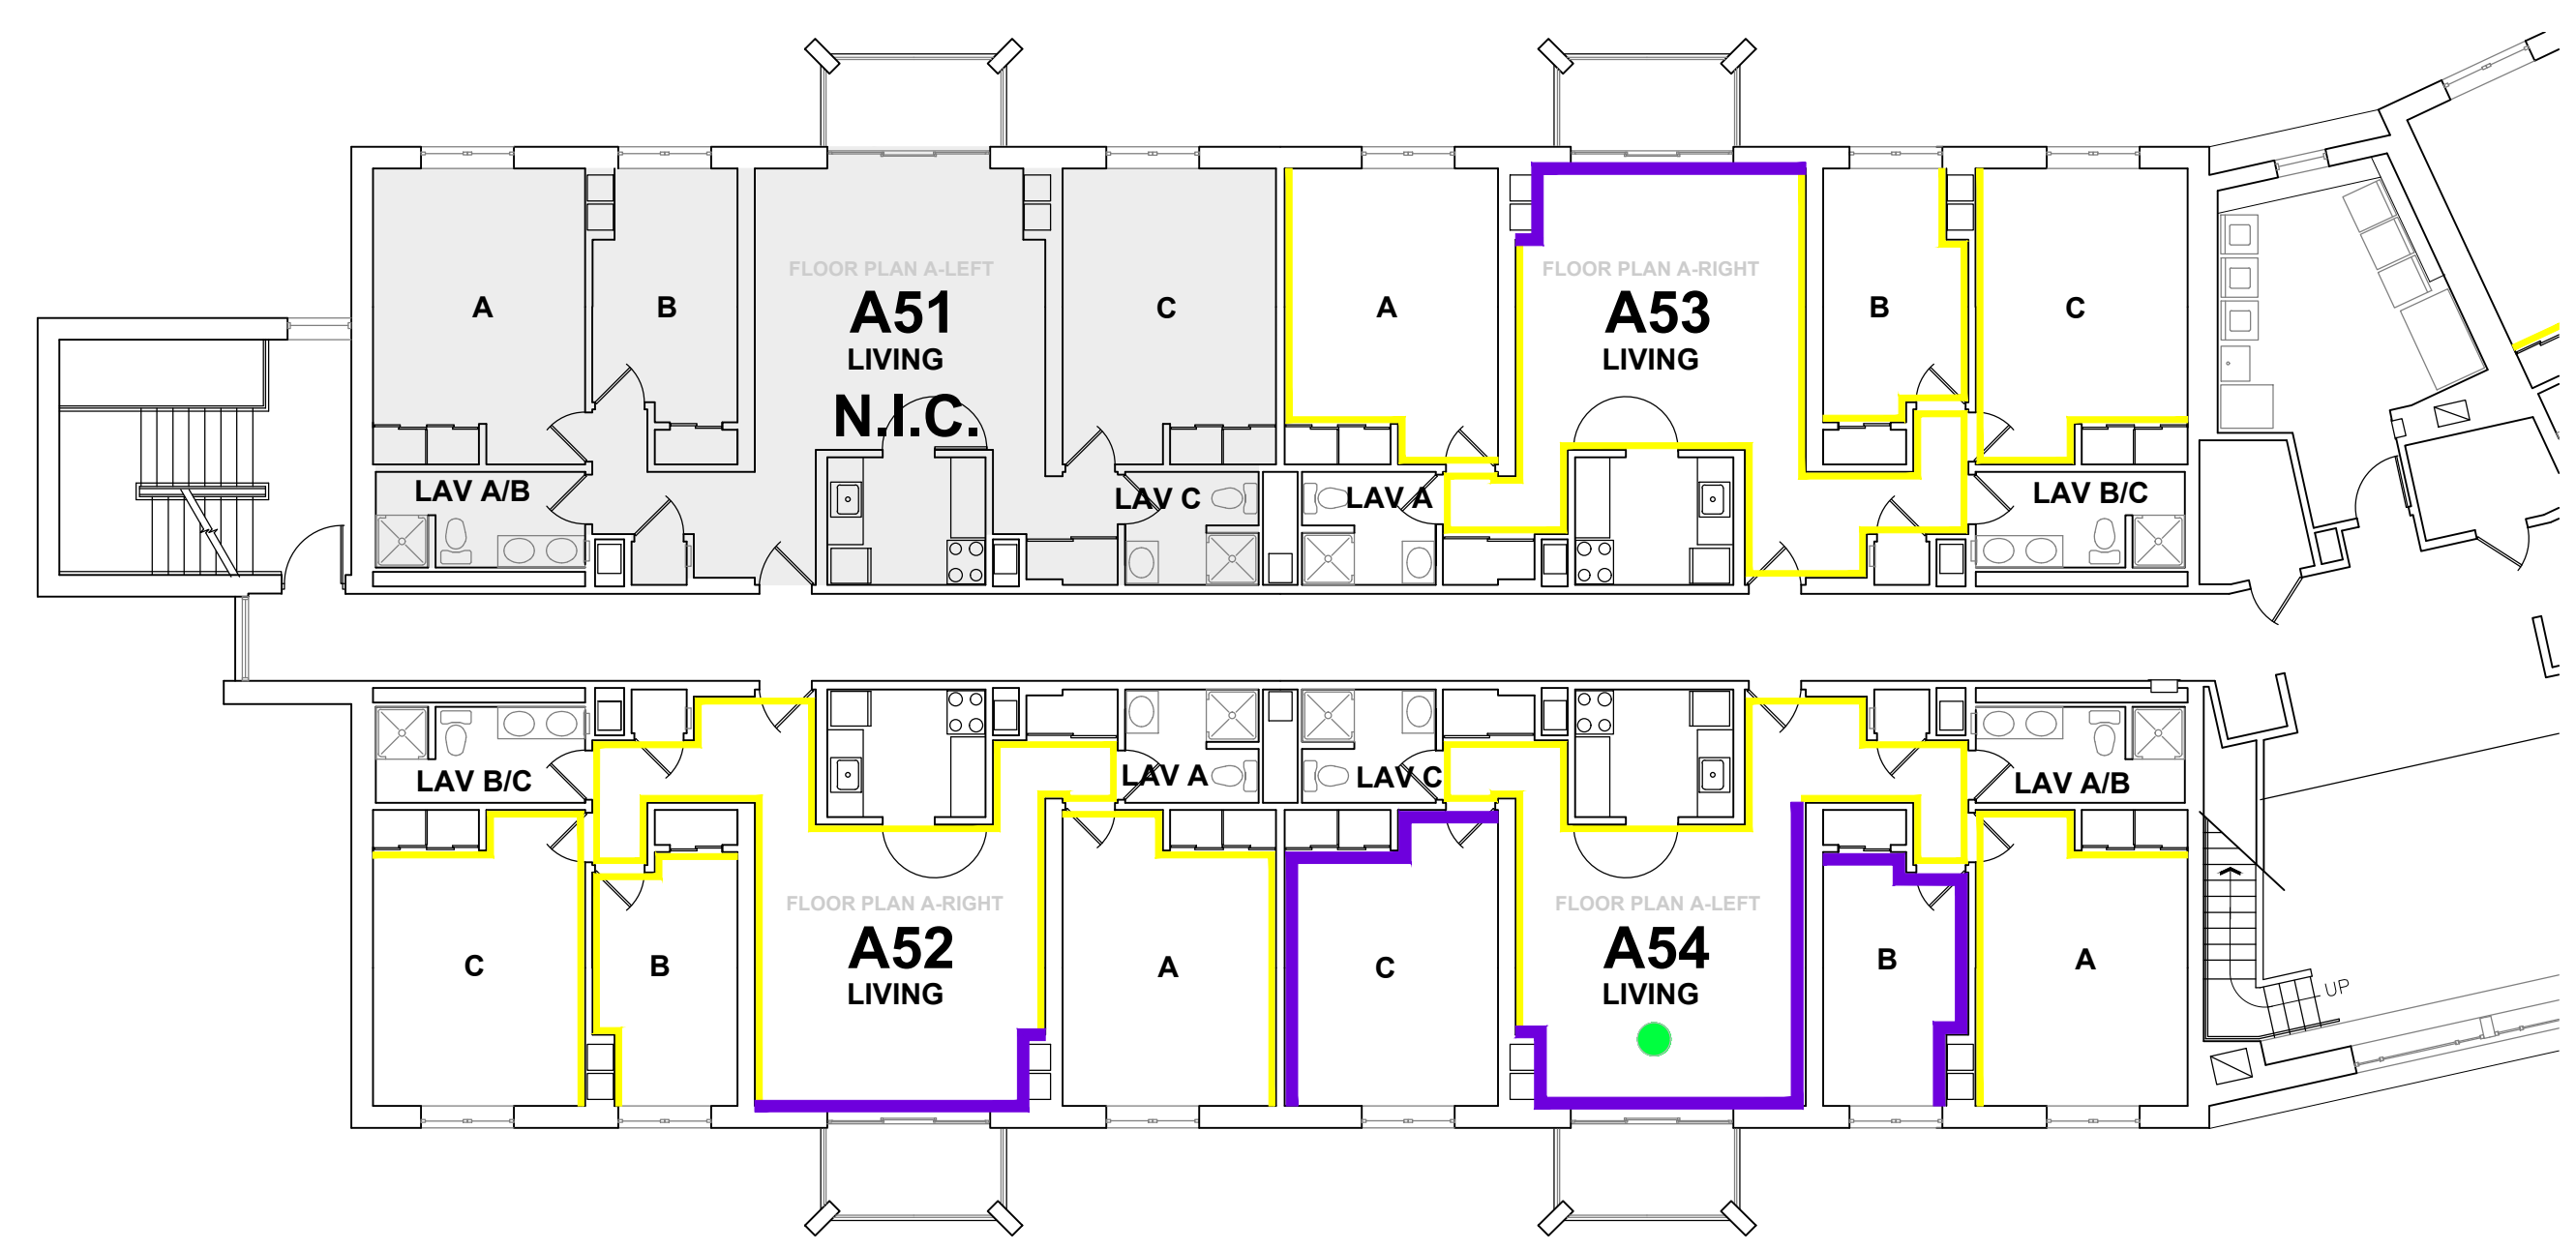 FLOOR PLAN A-LEFT
A51
LIVING
N.I.C.
A
B
C
LAV A/B
LAV C
FLOOR PLAN A-RIGHT
A53
LIVING
A
B
C
LAV A
LAV B/C
LAV B/C
LAV A
FLOOR PLAN A-RIGHT
A52
LIVING
C
B
A
LAV C
LAV A/B
FLOOR PLAN A-LEFT
A54
LIVING
C
B
A
UP